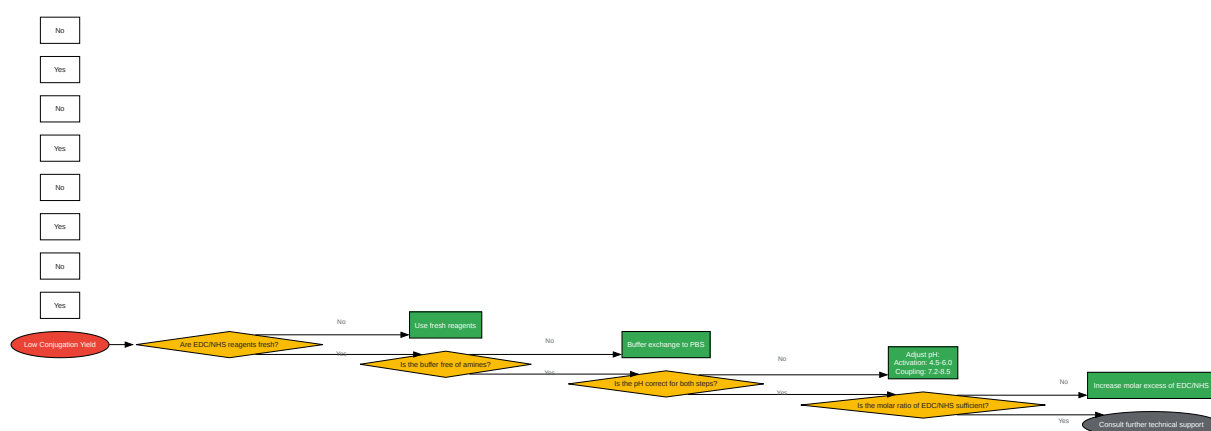 No
Yes
No
Yes
No
Yes
No
Yes
Low Conjugation Yield
Are EDC/NHS reagents fresh?
No
Yes
Use fresh reagents
Is the buffer free of amines?
No
Yes
Buffer exchange to PBS
Is the pH correct for both steps?
No
Yes
Adjust pH:
Activation: 4.5-6.0
Coupling: 7.2-8.5
Is the molar ratio of EDC/NHS sufficient?
No
Yes
Increase molar excess of EDC/NHS
Consult further technical support